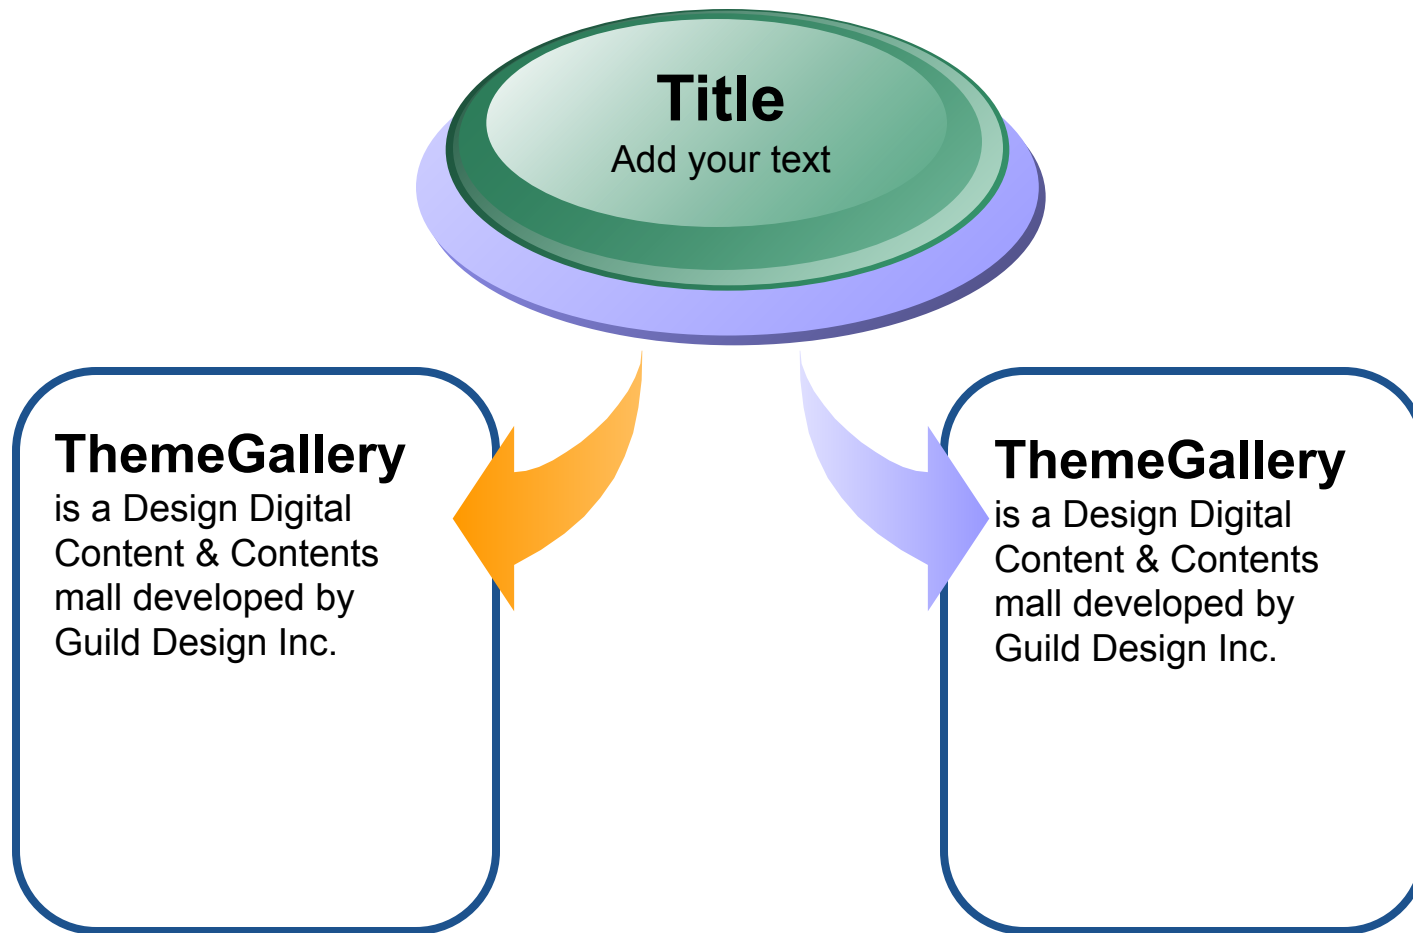 Title
Add your text
ThemeGallery
is a Design Digital
Content & Contents
mall developed by
Guild Design Inc.
ThemeGallery
is a Design Digital
Content & Contents
mall developed by
Guild Design Inc.